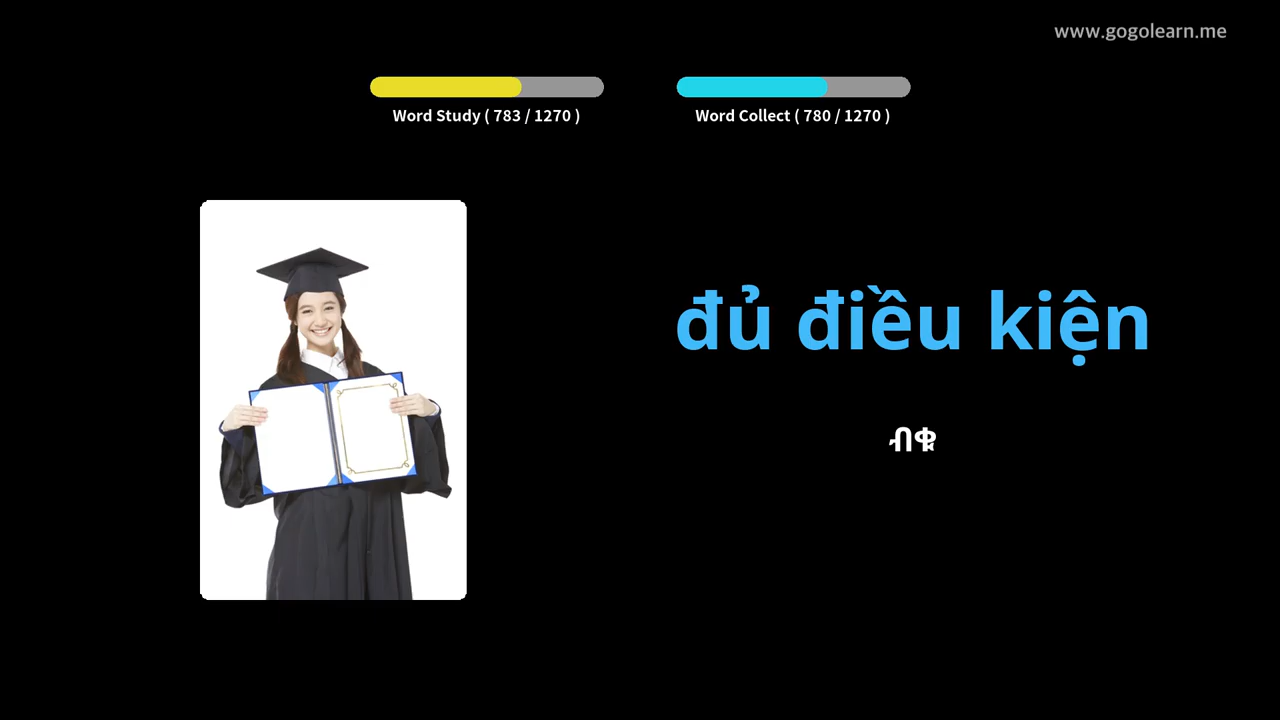 www.gogolearn.me
Word Study ( 783 / 1270 )
Word Collect ( 780 / 1270 )
đủ điều kiện
ብቁ